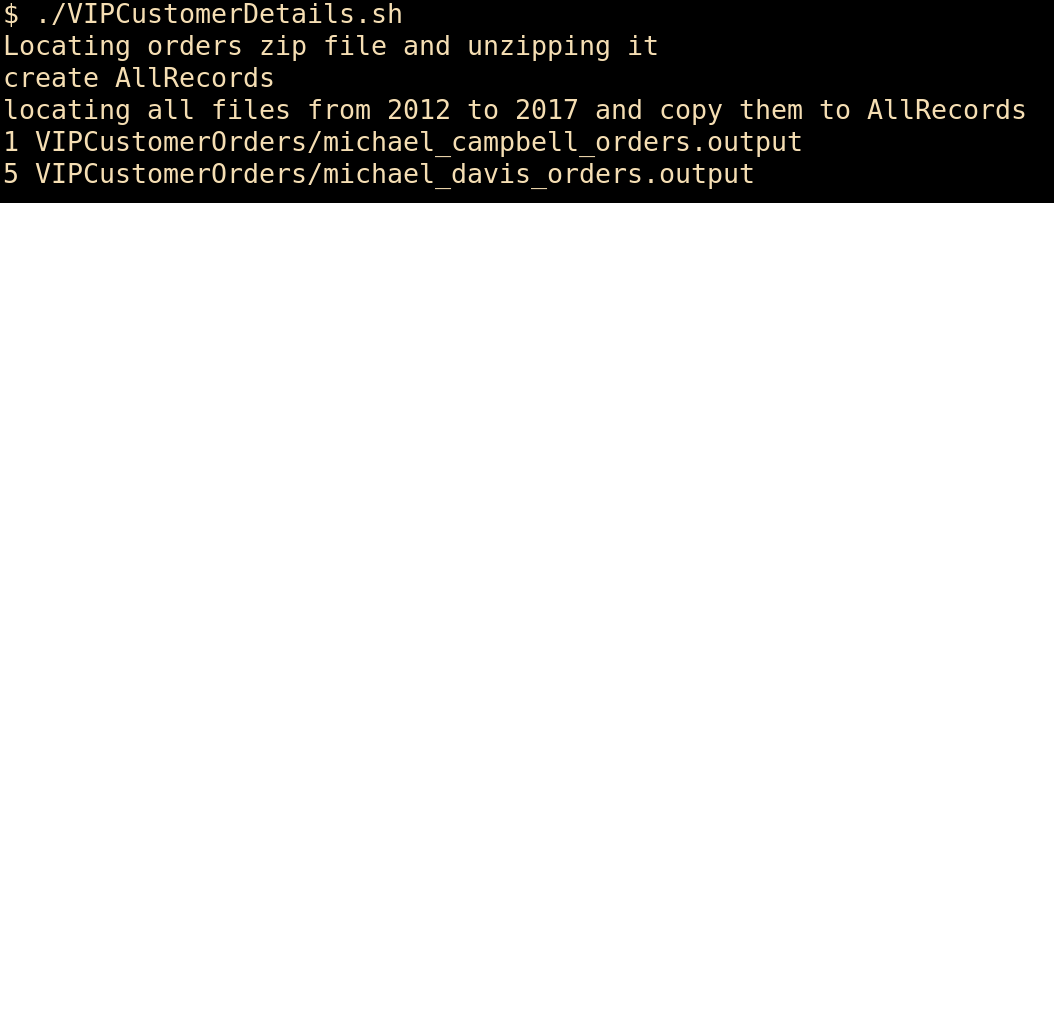 $ ./VIPCustomerDetails.sh
Locating orders zip file and unzipping it
create AllRecords
locating all files from 2012 to 2017 and copy them to AllRecords
1 VIPCustomerOrders/michael_campbell_orders.output
5 VIPCustomerOrders/michael_davis_orders.output